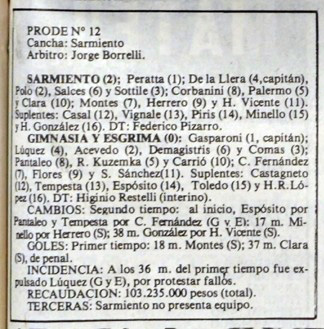 PRODE Nº 12
Cancha: Sarmiento
Arbitro: Jorge Borrelli.
SARMIENTO (2); Peratta (1); De la Llera (4,capitán),
Polo (2), Salces (6) y Sottile (3); Corbanini (8), Palermo (5)
y Clara (10); Montes (7), Herrero (9) y H. Vicente (11).
Suplentes: Casal (12), Vignale (13), Piris (14), Minello (15)
y H. González (16). DT: Federico Pizarro.
GIMNASIA Y ESGRIMA (0): Gasparoni (1, capitán);
Lúquez (4), Acevedo (2), Demagistris (6) y Comas (3);
Pantaleo (8), R. Kuzemka (5) y Carrió (10); C. Fernández
(7), Flores (9) y S. Sánchez(11). Suplentes: Castagneto
(12), Tempesta (13), Espósito (14), Toledo (15) y H.R.Ló-
pez (16). DT: Higinio Restelli (interino).
CAMBIOS: Segundo tiempo: al inicio, Espósito por
Pantaleo y Tempesta por C. Fernández (G y E); 17 m. Mi-
nello por Herrero (S); 38 m. González por H. Vicente (S).
GOLES: Primer tiempo: 18 m. Montes (S); 37 m. Clara
(S), de penal.
INCIDENCIA: A los 36 m. del primer tiempo fue ex-
pulsado Lúquez (G y E), por protestar fallos.
RECAUDACION: 103.235.000 pesos (total).
TERCERAS: Sarmiento no presenta equipo.